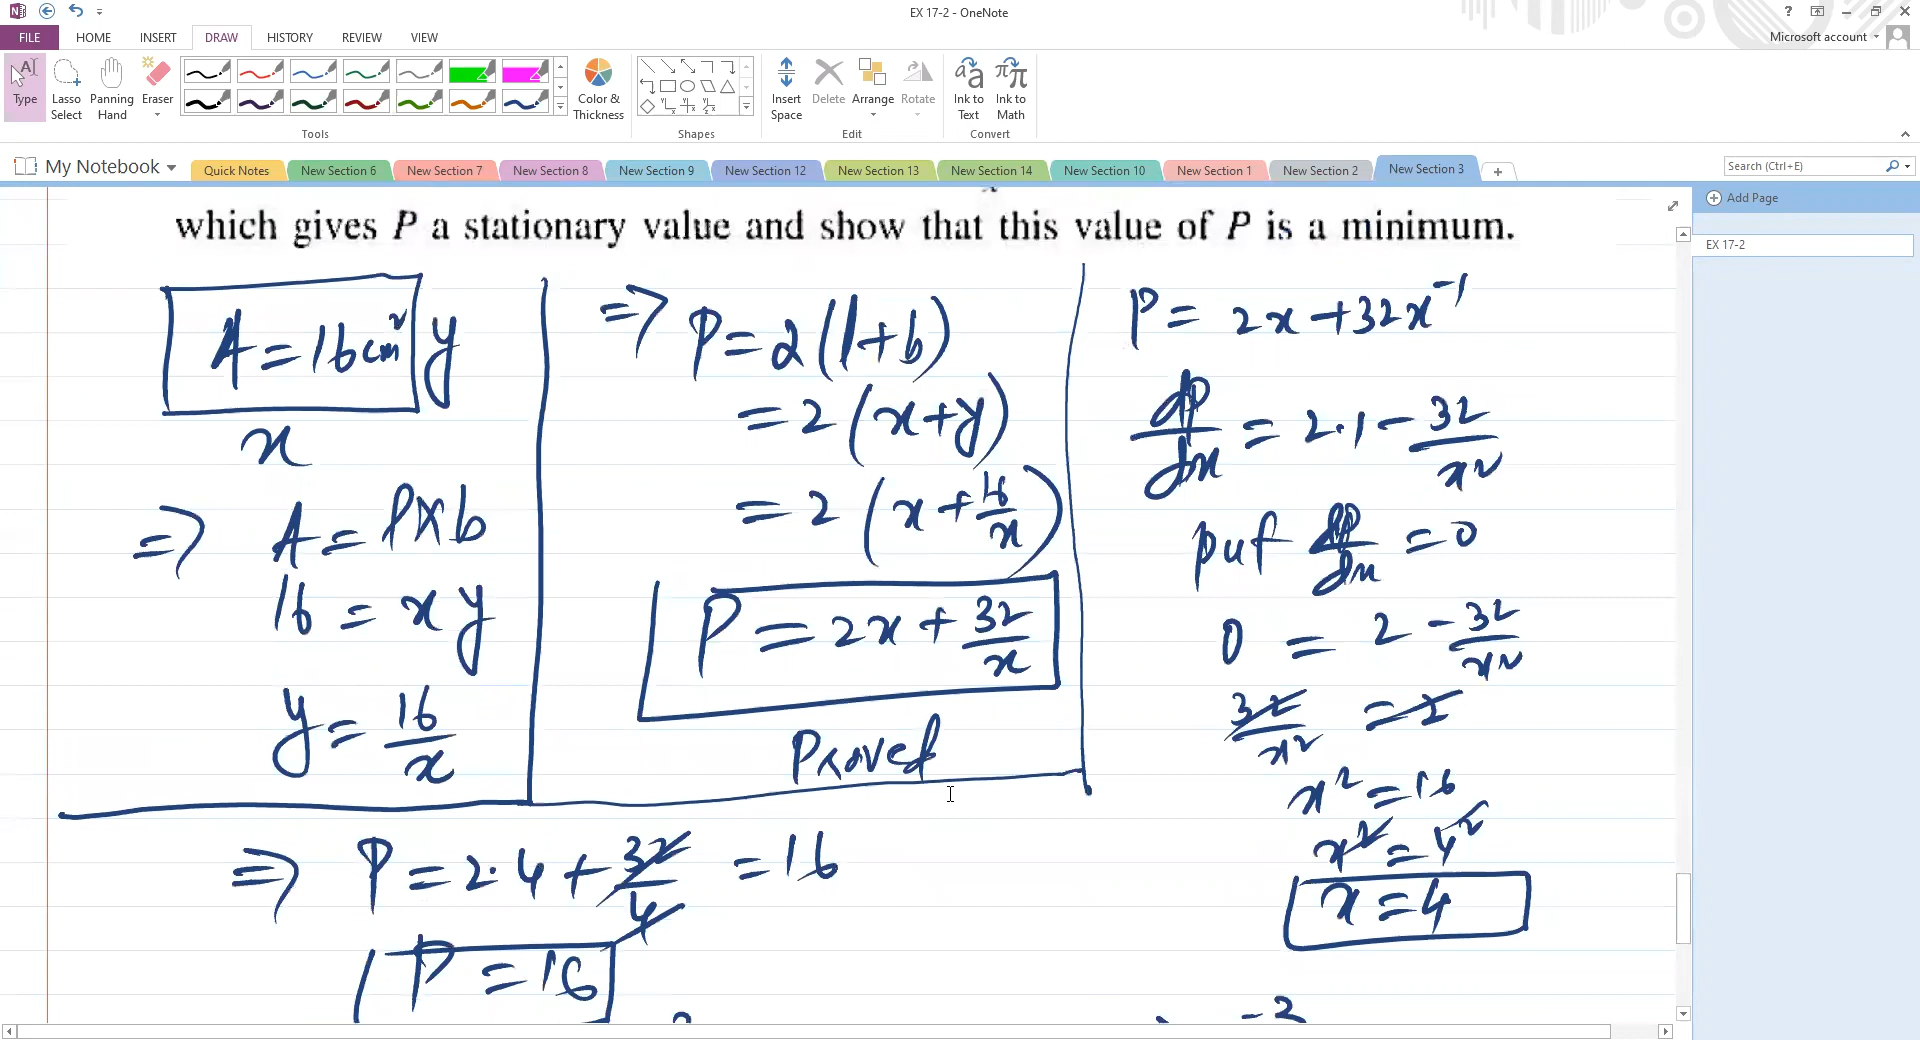 EX 17-2 - OneNote
FILE HOME INSERT DRAW HISTORY REVIEW VIEW
Microsoft account
Type
Lasso Select
Panning Hand
Eraser
Color & Thickness
Insert Space
Delete
Arrange
Rotate
Ink to Text
Ink to Math
Tools Shapes Edit Convert
My Notebook Quick Notes New Section 6 New Section 7 New Section 8 New Section 9 New Section 12 New Section 13 New Section 14 New Section 10 New Section 1 New Section 2 New Section 3 +
Search (Ctrl+E)
Add Page
EX 17-2
which gives P a stationary value and show that this value of P is a minimum.
A = 16 cm² y
x
=> A = l×b
16 = xy
y = 16/x
=> P = 2(l+b)
= 2(x+y)
= 2(x + 16/x)
P = 2x + 32/x
Proved
P = 2x + 32x⁻¹
dP/dx = 2·1 - 32/x²
put dP/dx = 0
0 = 2 - 32/x²
32/x² = 2
x² = 16
x² = 4²
x = 4
=> P = 2·4 + 32/4 = 16
P = 16